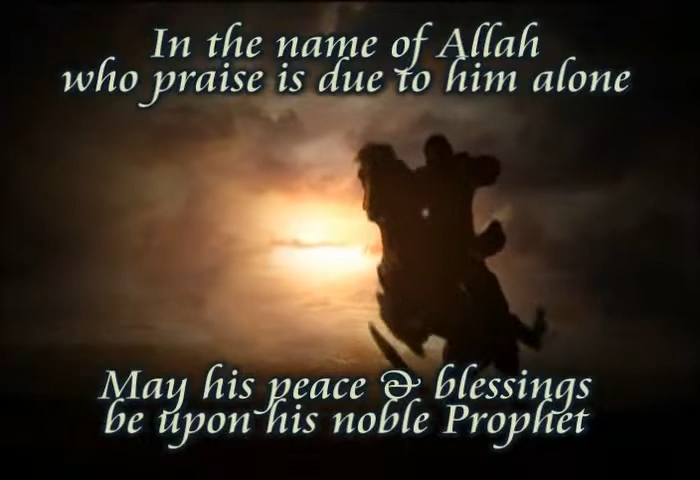 In the name of Allah
who praise is due to him alone
May his peace & blessings
be upon his noble Prophet